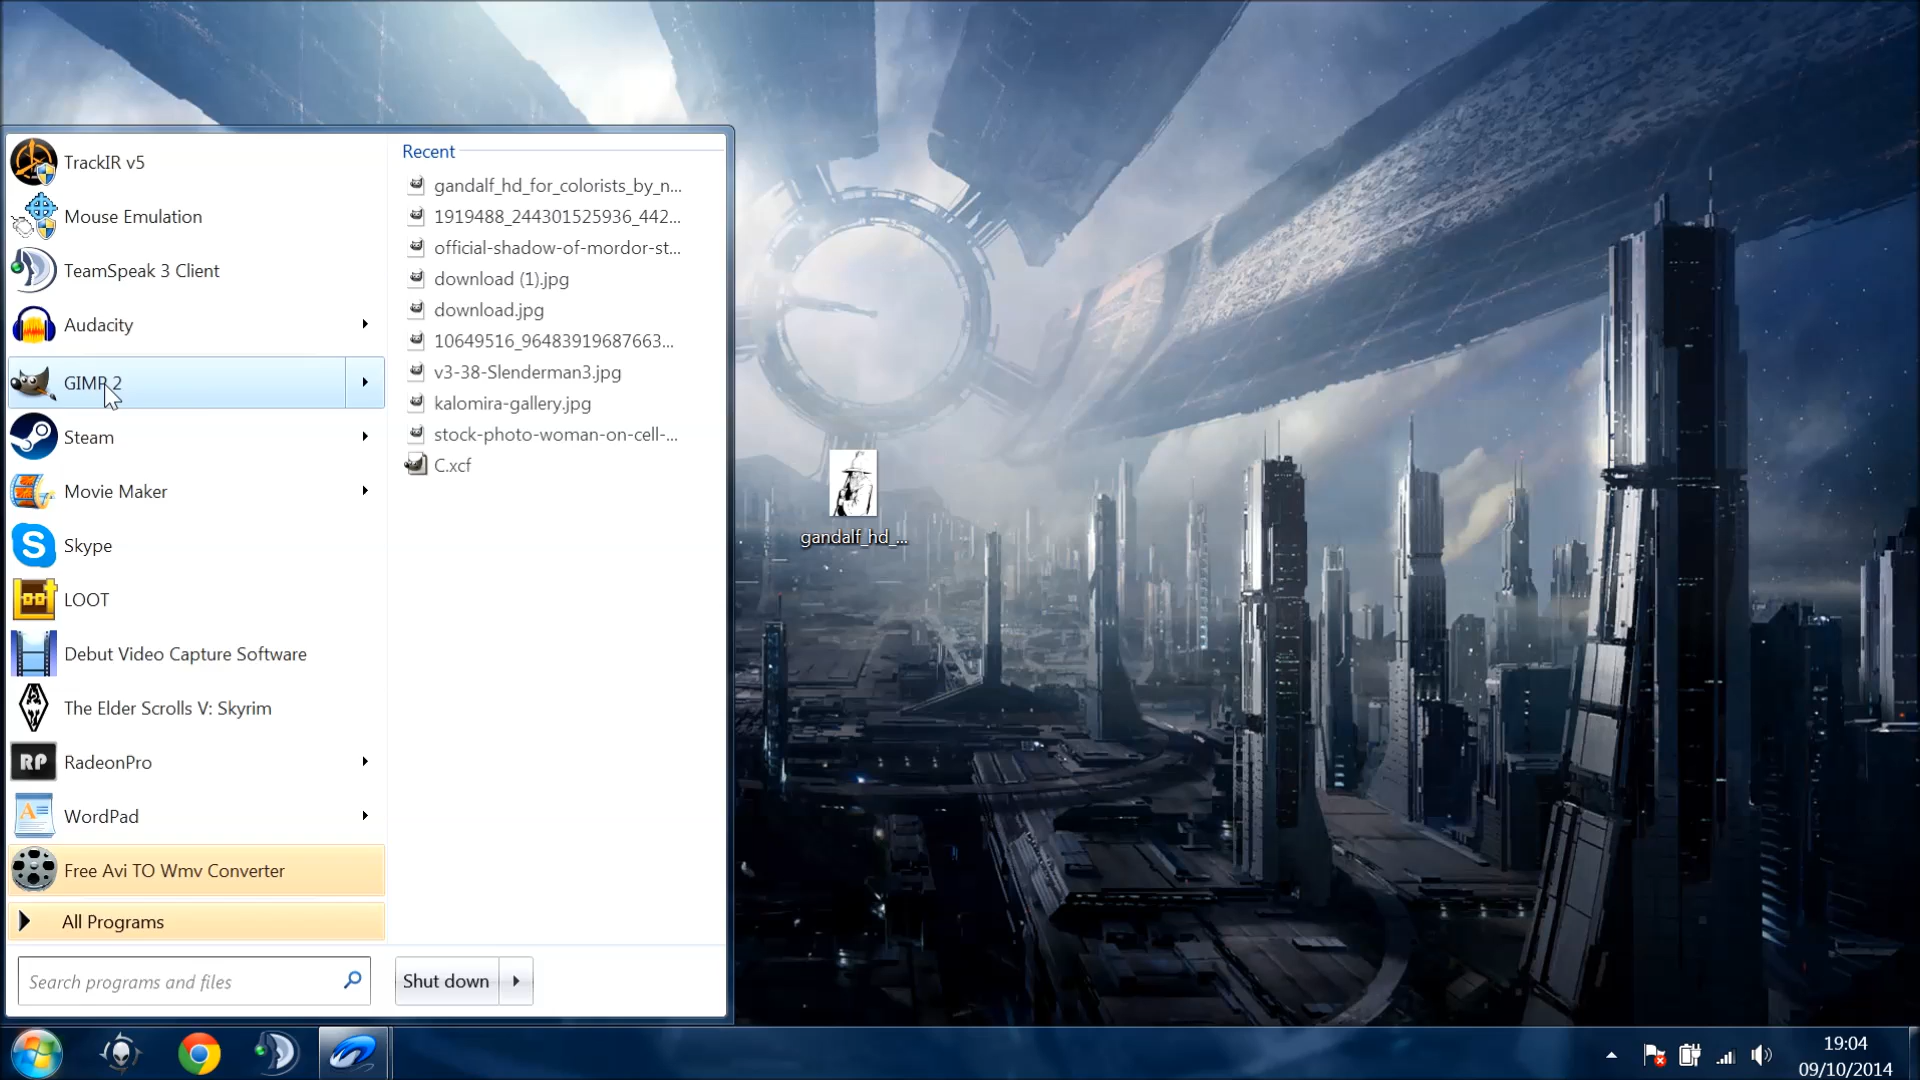 TrackIR v5
Mouse Emulation
TeamSpeak 3 Client
Audacity
GIMP 2
Steam
Movie Maker
Skype
LOOT
Debut Video Capture Software
The Elder Scrolls V: Skyrim
RadeonPro
WordPad
Free Avi TO Wmv Converter
All Programs
Search programs and files
Shut down
Recent
gandalf_hd_for_colorists_by_n...
1919488_244301525936_442...
official-shadow-of-mordor-st...
download (1).jpg
download.jpg
10649516_96483919687663...
v3-38-Slenderman3.jpg
kalomira-gallery.jpg
stock-photo-woman-on-cell-...
C.xcf
gandalf_hd_...
RP
19:04
09/10/2014